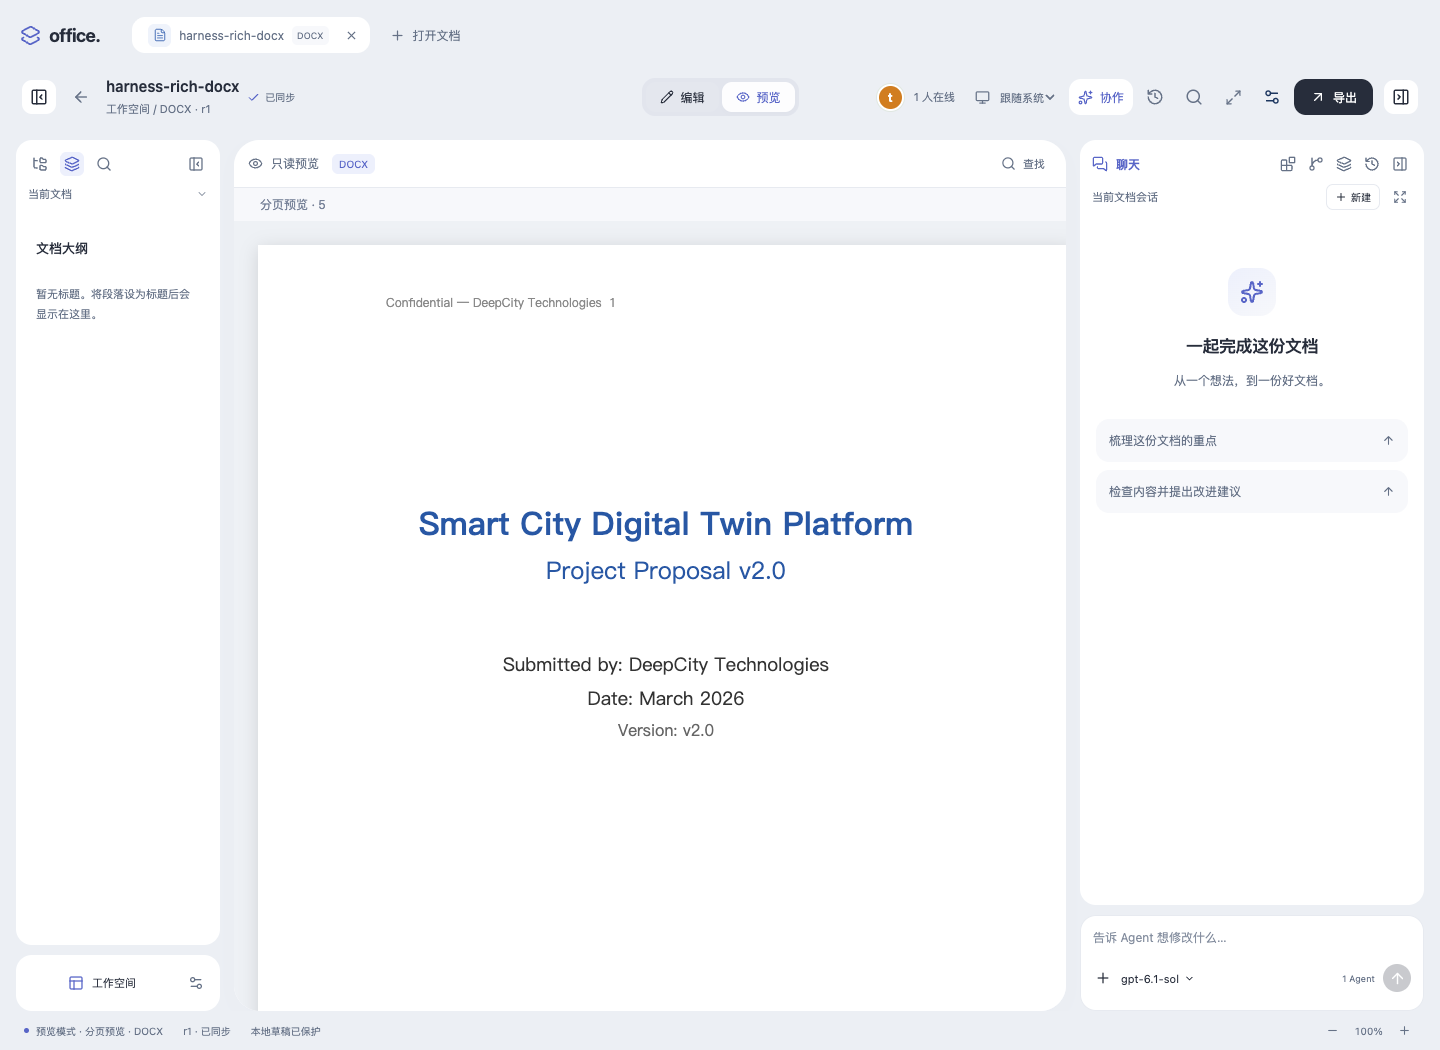 office.
harness-rich-docx DOCX
打开文档
harness-rich-docx
工作空间 / DOCX · r1
已同步
编辑
预览
t
1 人在线
跟随系统
协作
导出
当前文档
文档大纲
暂无标题。将段落设为标题后会
显示在这里。
工作空间
只读预览 DOCX
查找
分页预览 · 5
Confidential — DeepCity Technologies 1
Smart City Digital Twin Platform
Project Proposal v2.0
Submitted by: DeepCity Technologies
Date: March 2026
Version: v2.0
聊天
当前文档会话
新建
一起完成这份文档
从一个想法，到一份好文档。
梳理这份文档的重点
检查内容并提出改进建议
告诉 Agent 想修改什么...
gpt-6.1-sol
1 Agent
预览模式 · 分页预览 · DOCX
r1 · 已同步
本地草稿已保护
100%